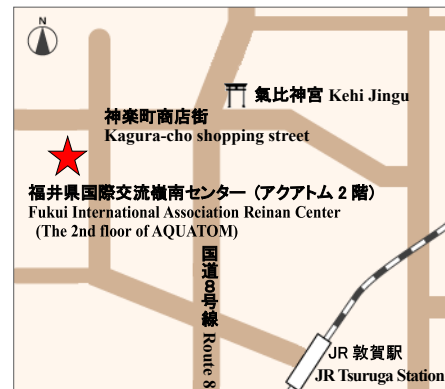 N
氣比神宮 Kehi Jingu
神楽町商店街
Kagura-cho shopping street
福井県国際交流嶺南センター (アクアトム 2 階)
Fukui International Association Reinan Center
(The 2nd floor of AQUATOM)
国道8号線 Route 8
JR 敦賀駅
JR Tsuruga Station